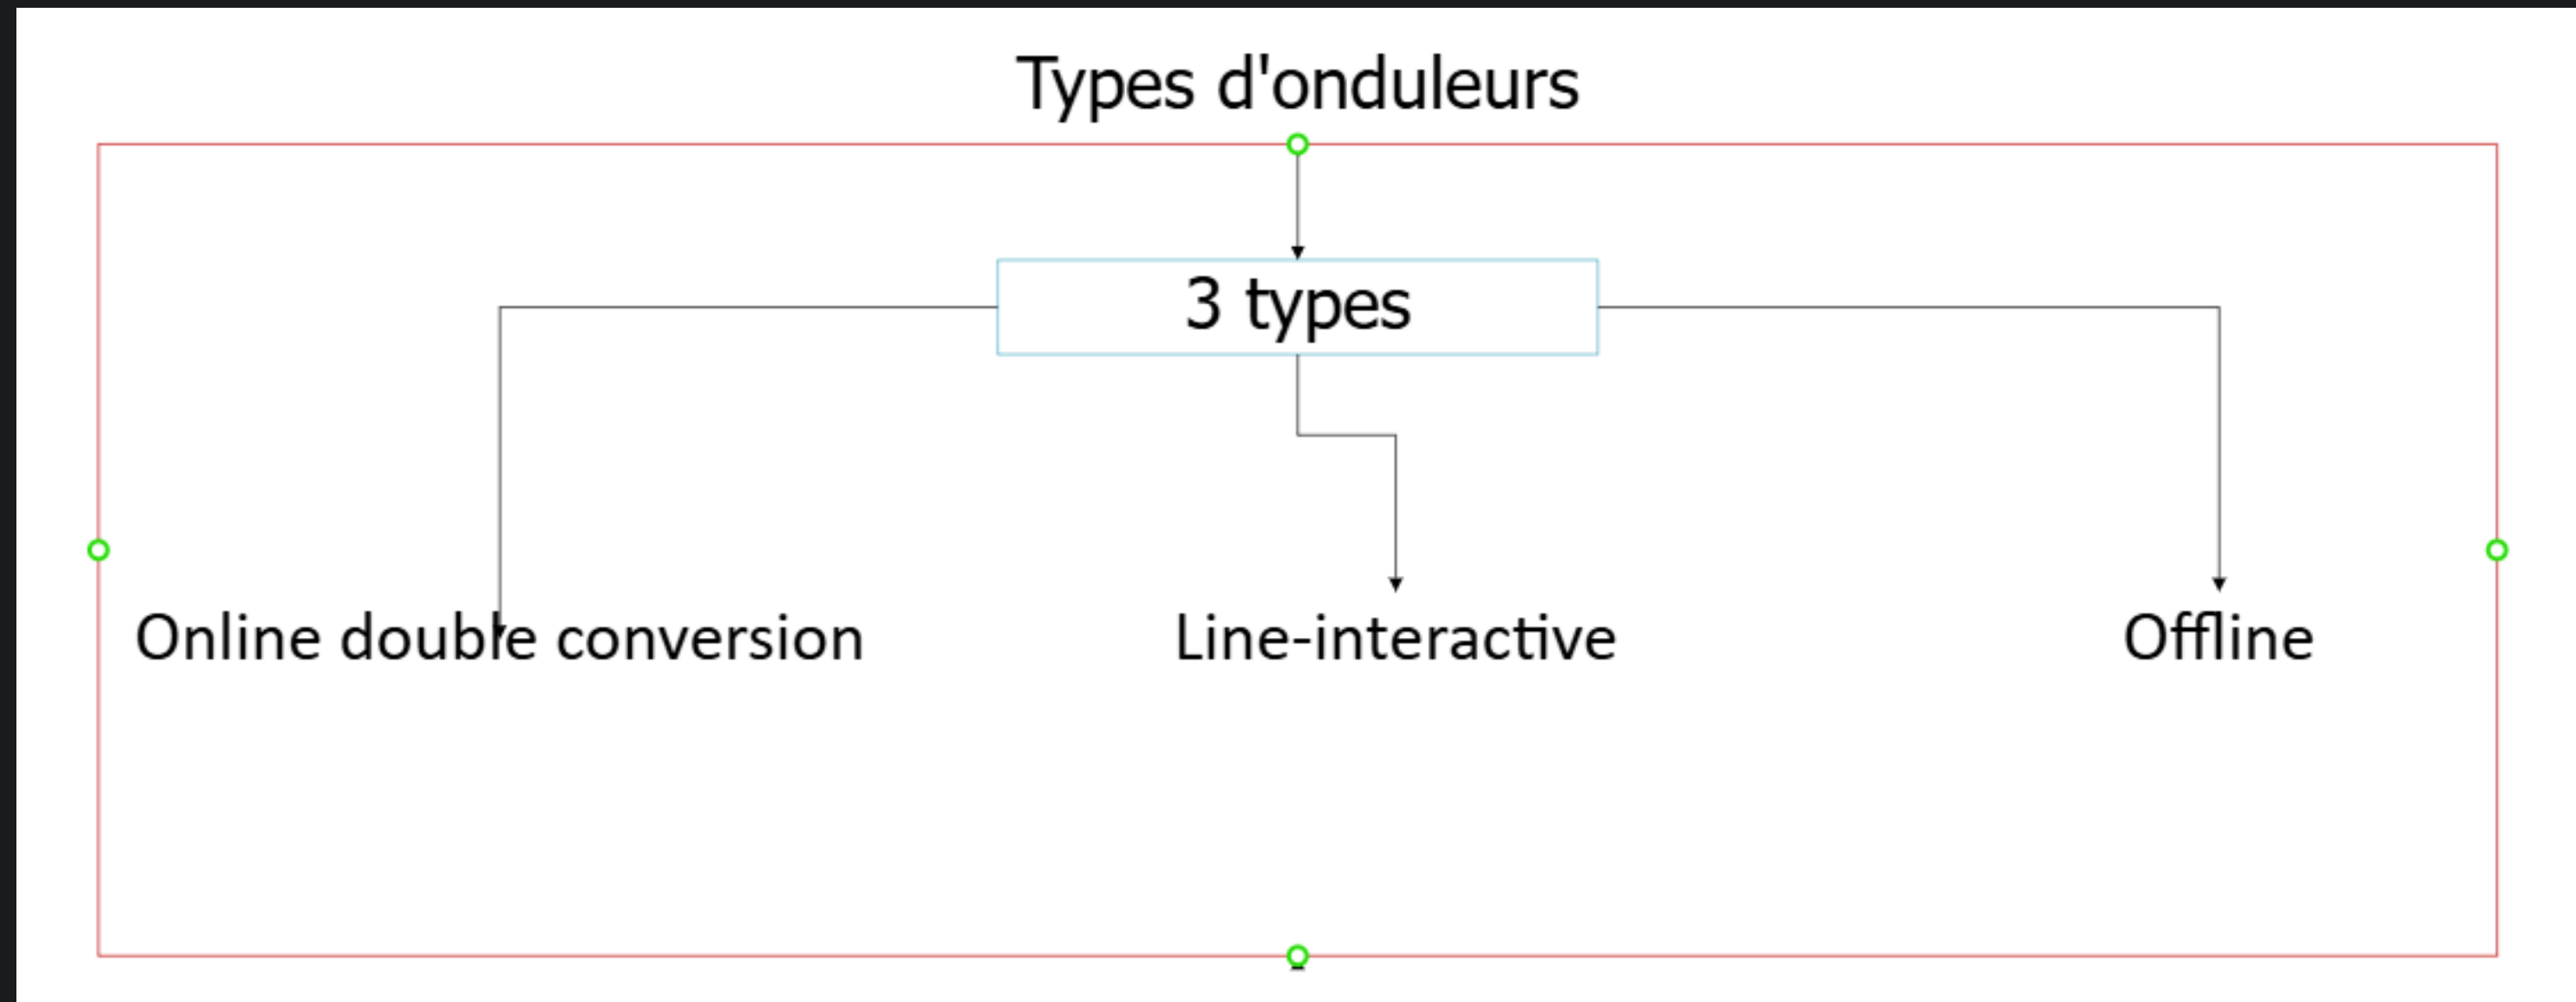 Types d'onduleurs
3 types
Online double conversion
Line-interactive
Offline